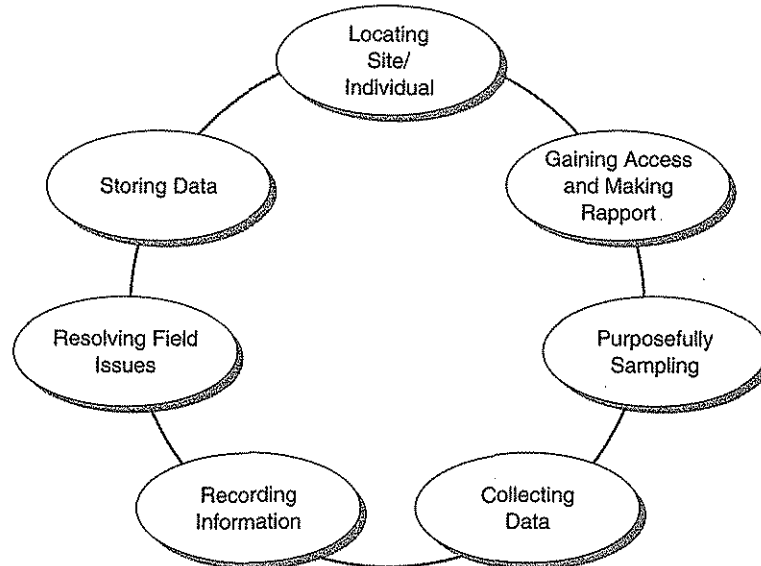 Locating
Site/
Individual
Gaining Access
and Making
Rapport
Purposefully
Sampling
Collecting
Data
Recording
Information
Resolving Field
Issues
Storing Data